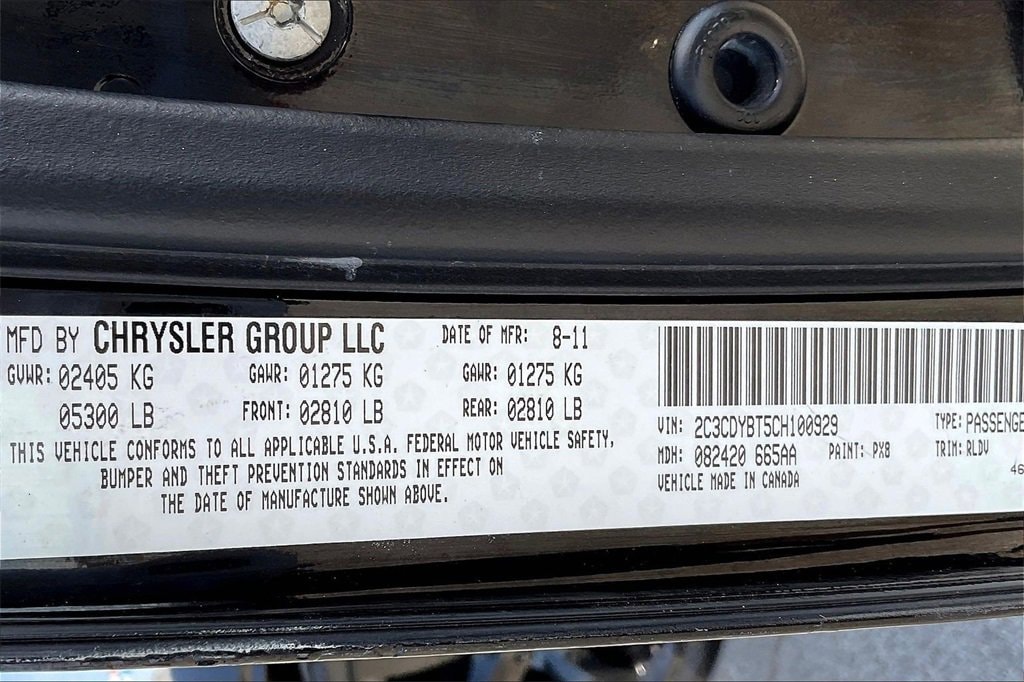 MFD BY CHRYSLER GROUP LLC DATE OF MFR: 8-11
GVWR: 02405 KG GAWR: 01275 KG GAWR: 01275 KG
05300 LB FRONT: 02810 LB REAR: 02810 LB
THIS VEHICLE CONFORMS TO ALL APPLICABLE U.S.A. FEDERAL MOTOR VEHICLE SAFETY,
BUMPER AND THEFT PREVENTION STANDARDS IN EFFECT ON
THE DATE OF MANUFACTURE SHOWN ABOVE.
VIN: 2C3CDYBT5CH100929 TYPE: PASSENGE
MDH: 082420 665AA PAINT: PX8 TRIM: RLDV
VEHICLE MADE IN CANADA 46